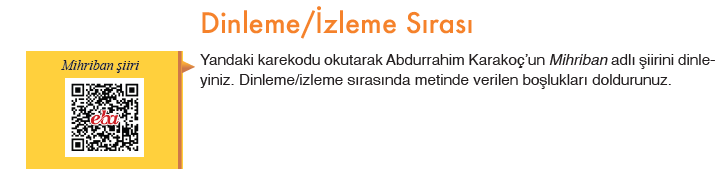 Dinleme/İzleme Sırası
Mihriban şiiri
eba
Yandaki karekodu okutarak Abdurrahim Karakoç'un Mihriban adlı şiirini dinle-
yiniz. Dinleme/izleme sırasında metinde verilen boşlukları doldurunuz.